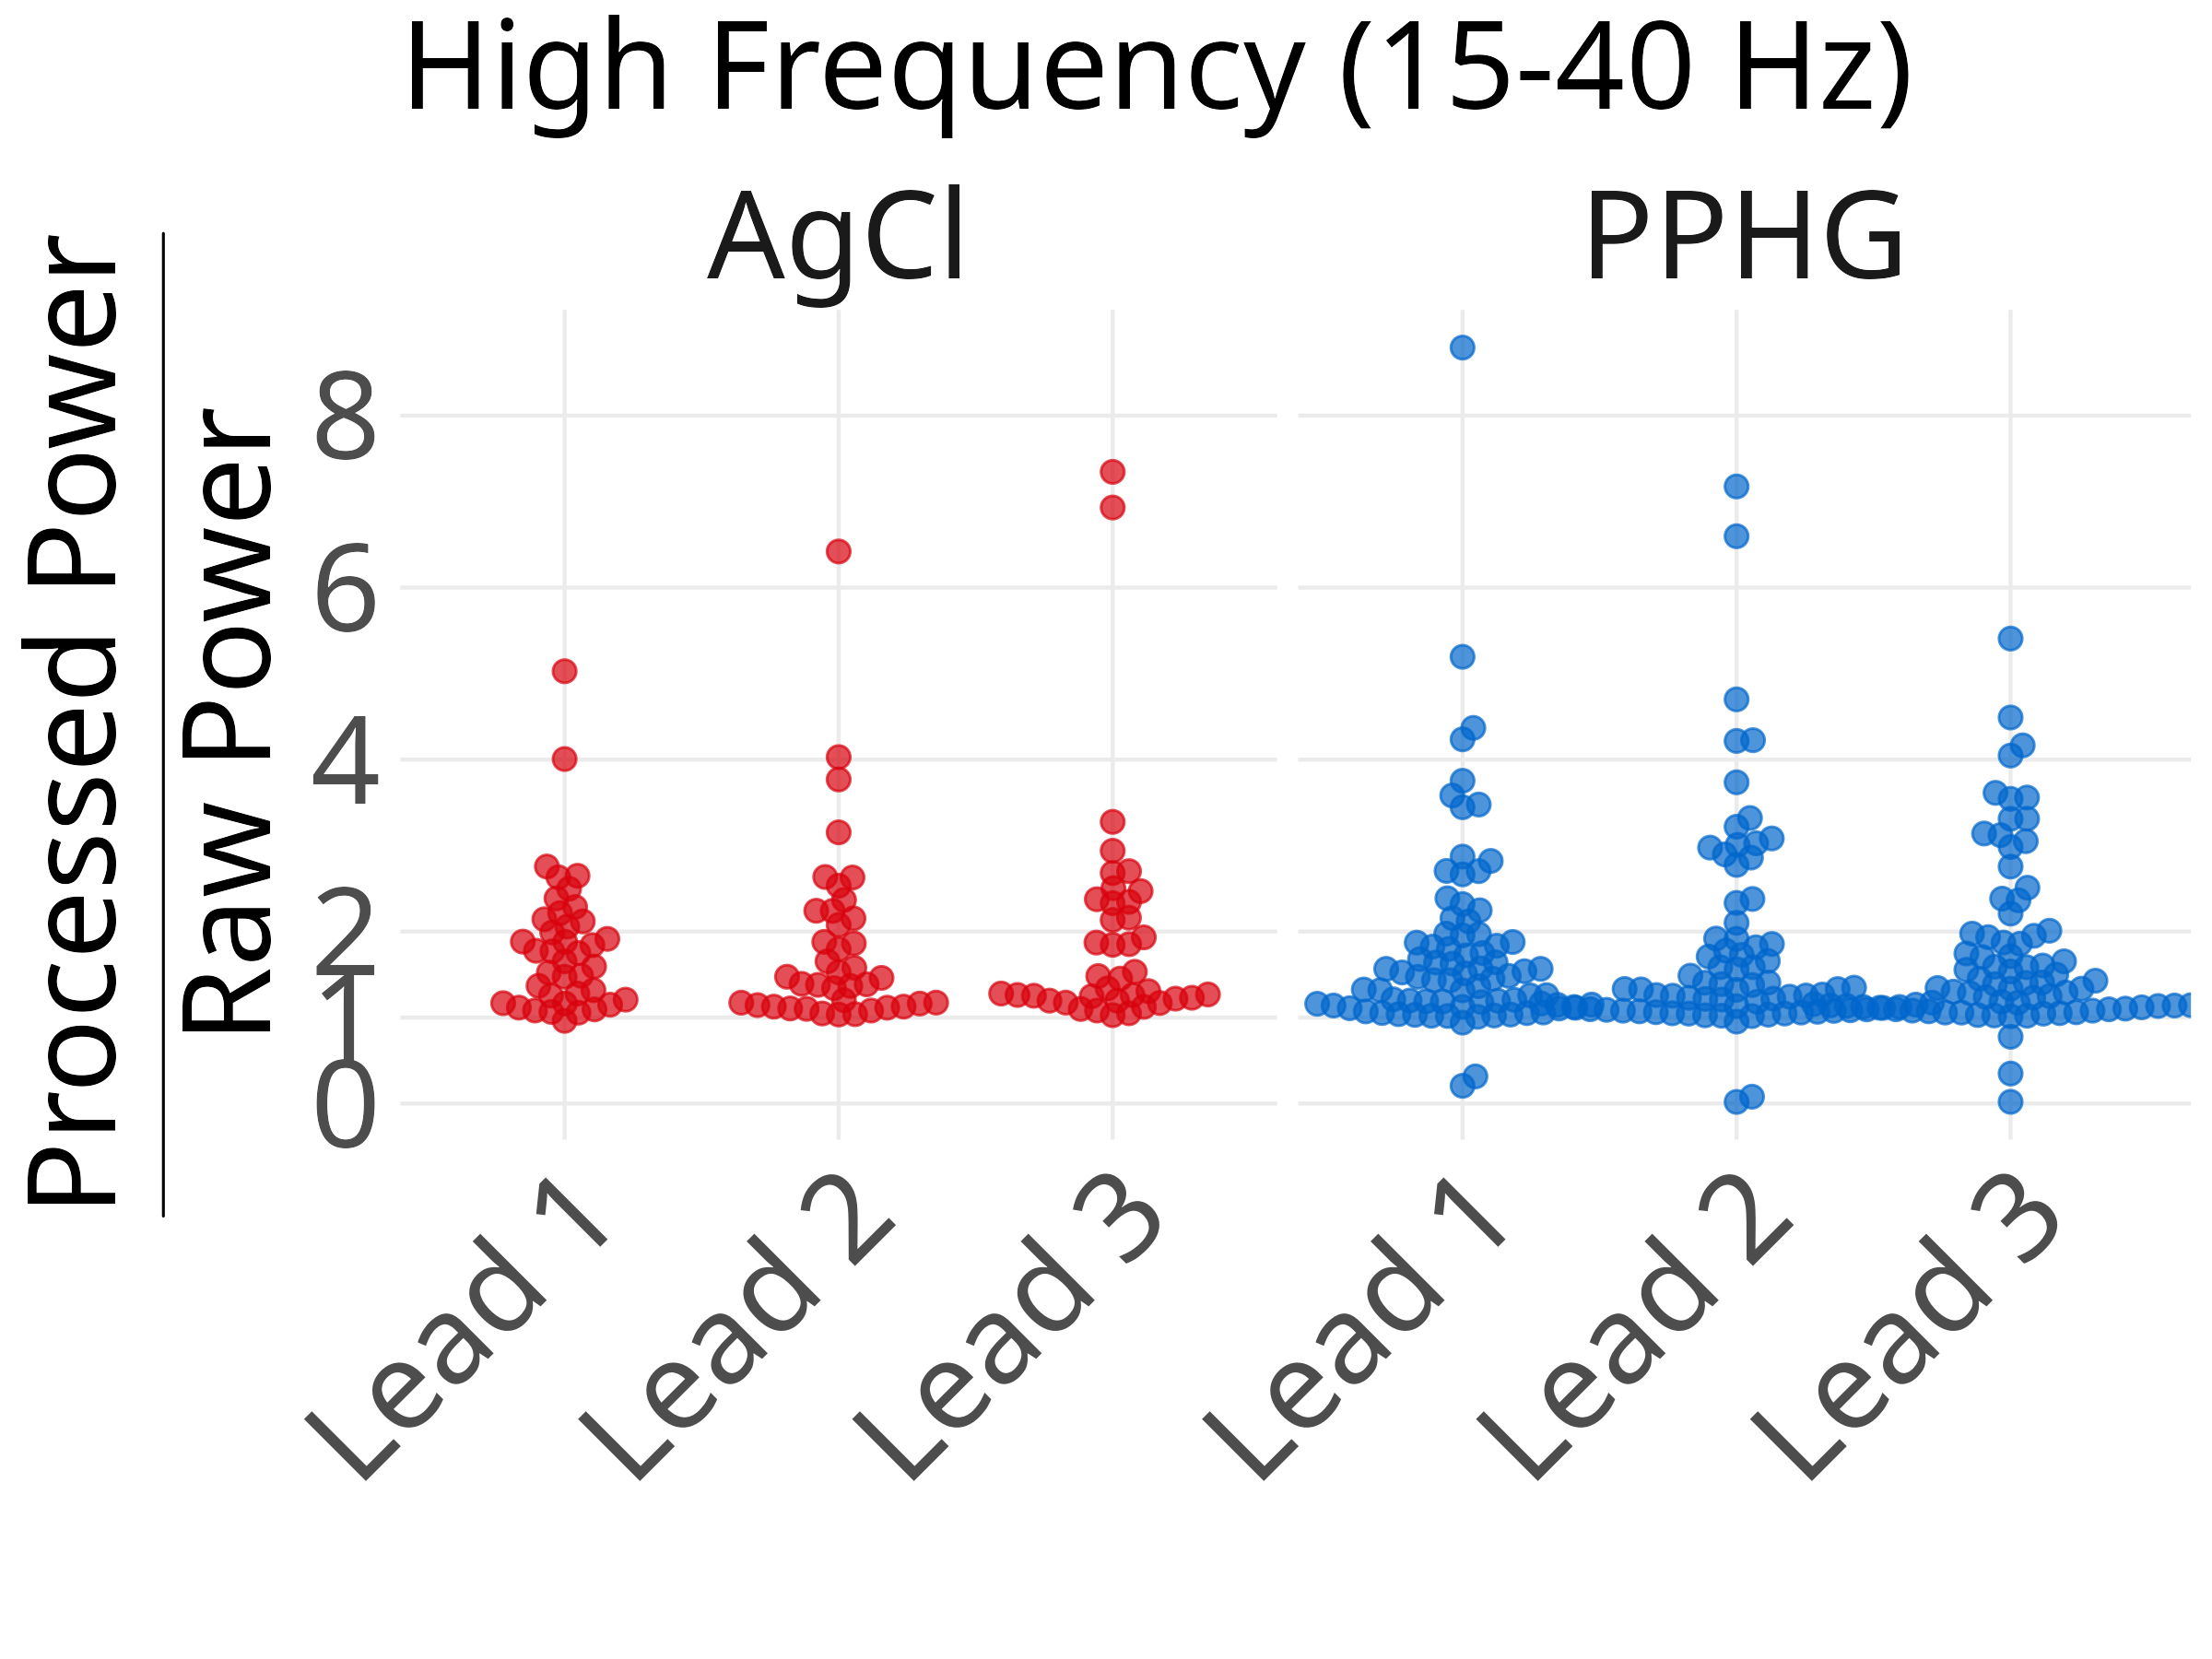 High Frequency (15-40 Hz)
AgCl
PPHG
Processed Power
Raw Power
8
6
4
2
1
0
Lead 1
Lead 2
Lead 3
Lead 1
Lead 2
Lead 3